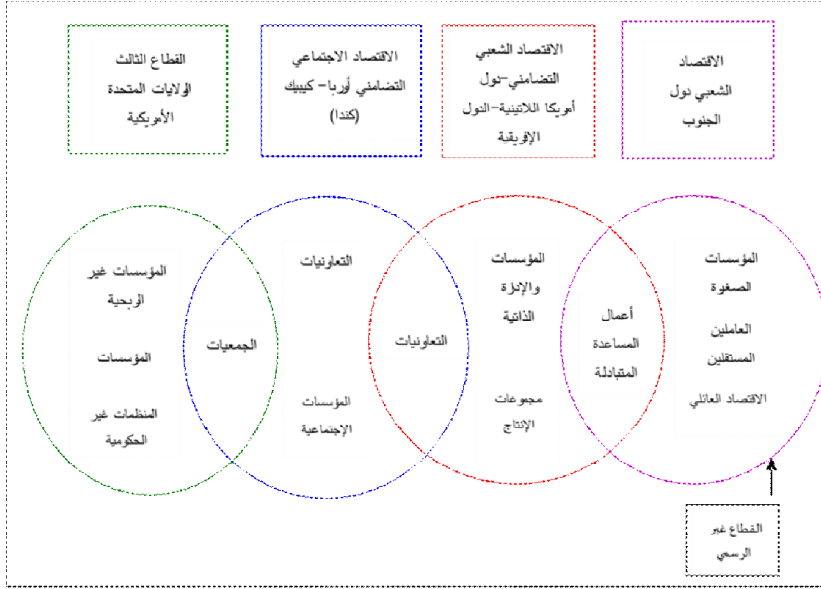 الاقتصاد
الشعبي دول
الجنوب
الاقتصاد الشعبي
التضامني-دول
أمريكا اللاتينية-الدول
الإفريقية
الاقتصاد الاجتماعي
التضامني أوربا- كيبيك
(كندا)
القطاع الثالث
الولايات المتحدة
الأمريكية
المؤسسات
الصغيرة
العاملين
المستقلين
الاقتصاد العائلي
أعمال
المساعدة
المتبادلة
المؤسسات
والإدارة
الذاتية
مجموعات
الإنتاج
التعاونيات
التعاونيات
المؤسسات
الإجتماعية
الجمعيات
المؤسسات غير
الربحية
المؤسسات
المنظمات غير
الحكومية
القطاع غير
الرسمي